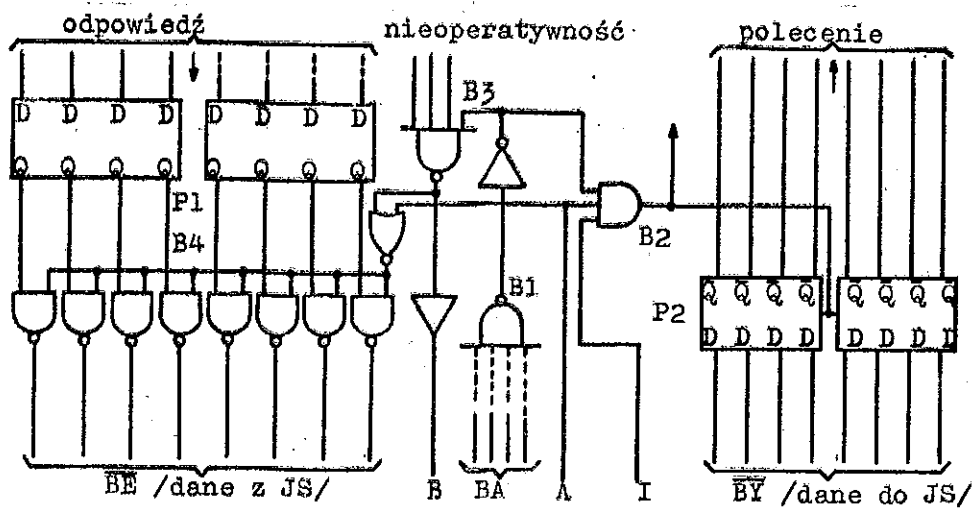 odpowiedź nieoperatywność polecenie
D D D D D D D D
B3
Q Q Q Q Q Q Q Q
P1
B4
B2
B1
P2
Q Q Q Q Q Q Q Q
D D D D D D D D
BE /dane z JS/ B BA A I BY /dane do JS/